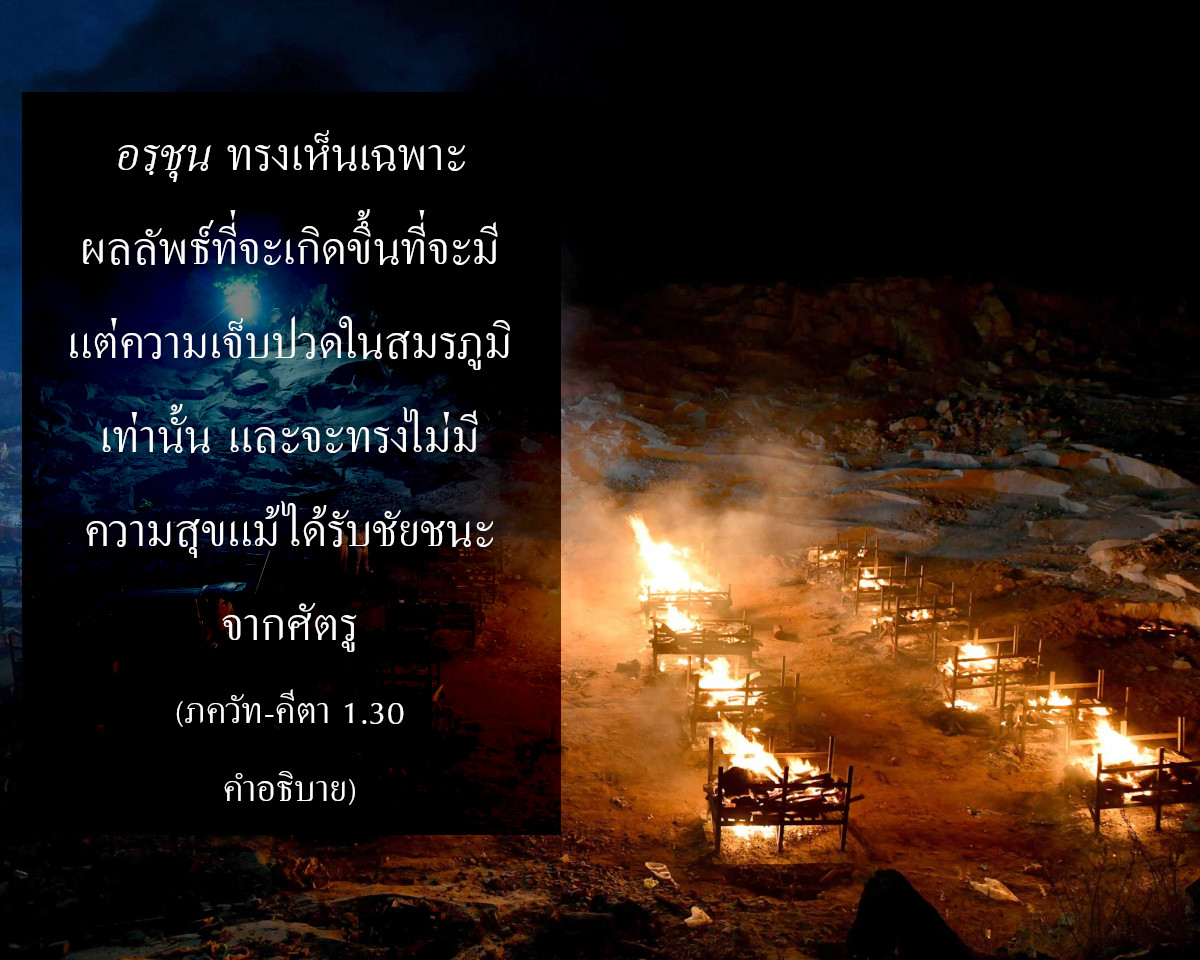 อรฺชุน ทรงเห็นเฉพาะ
ผลลัพธ์ที่จะเกิดขึ้นที่จะมี
แต่ความเจ็บปวดในสมรภูมิ
เท่านั้น และจะทรงไม่มี
ความสุขแม้ได้รับชัยชนะ
จากศัตรู
(ภควัท-คีตา 1.30
คำอธิบาย)